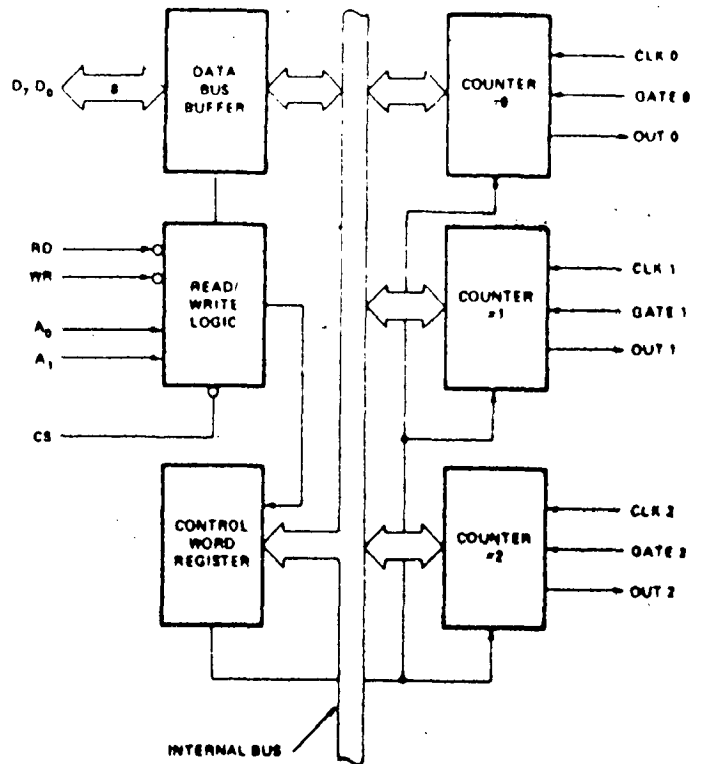 D7 D0
8
DATA
BUS
BUFFER
COUNTER
=0
CLK 0
GATE 0
OUT 0
RD
WR
A0
A1
CS
READ/
WRITE
LOGIC
COUNTER
=1
CLK 1
GATE 1
OUT 1
CONTROL
WORD
REGISTER
COUNTER
=2
CLK 2
GATE 2
OUT 2
INTERNAL BUS